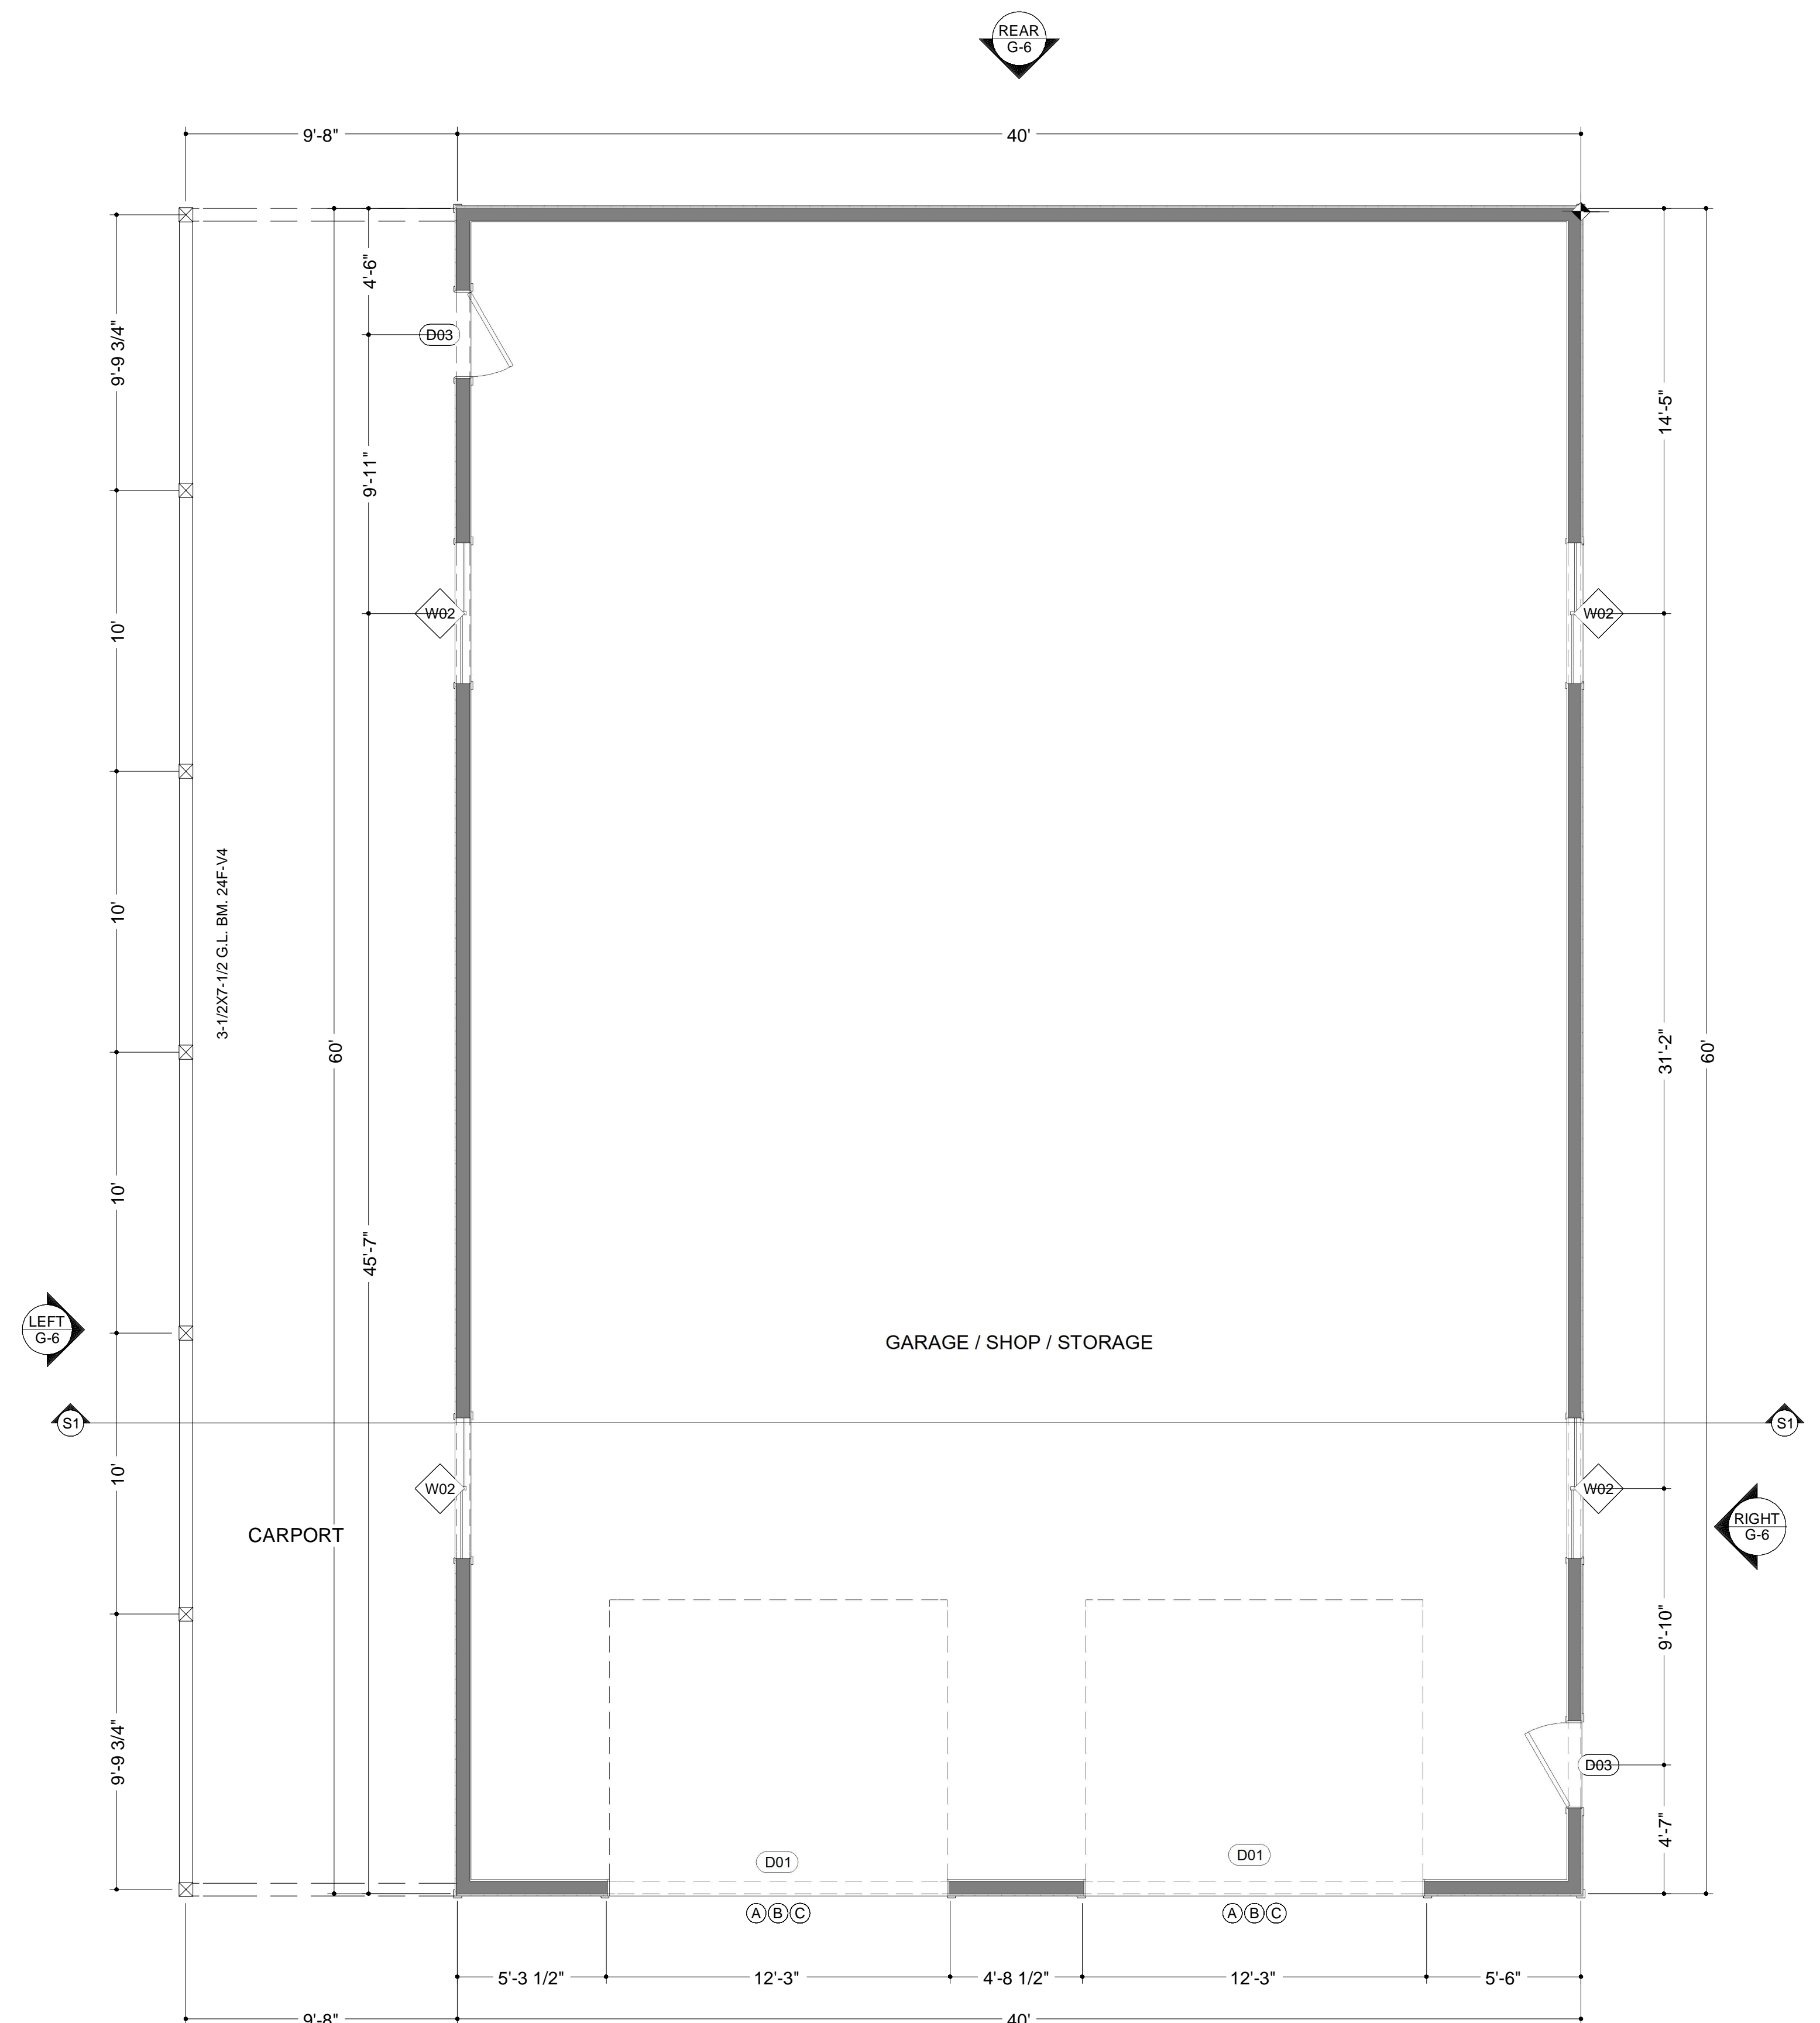 REAR
G-6
9'-8"
40'
4'-6"
9'-9 3/4"
D03
14'-5"
9'-11"
10'
W02
W02
3-1/2X7-1/2 G.L. BM. 24F-V4
10'
60'
31'-2"
60'
10'
45'-7"
LEFT
G-6
GARAGE / SHOP / STORAGE
S1
S1
10'
W02
W02
CARPORT
RIGHT
G-6
9'-10"
9'-9 3/4"
D03
4'-7"
D01
D01
A B C
A B C
5'-3 1/2"
12'-3"
4'-8 1/2"
12'-3"
5'-6"
9'-8"
40'